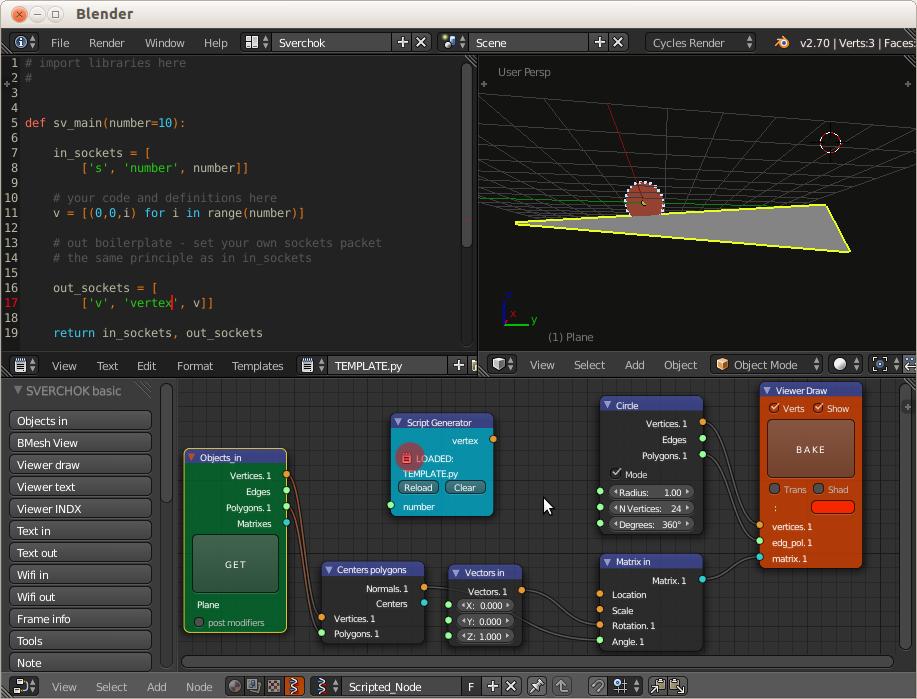 Blender
File Render Window Help Sverchok Scene Cycles Render v2.70 | Verts:3 | Faces:
1 # import libraries here
2 #
3
4
5 def sv_main(number=10):
6
7 in_sockets = [
8 ['s', 'number', number]]
9
10 # your code and definitions here
11 v = [(0,0,i) for i in range(number)]
12
13 # out boilerplate - set your own sockets packet
14 # the same principle as in in_sockets
15
16 out_sockets = [
17 ['v', 'vertex', v]]
18
19 return in_sockets, out_sockets
View Text Edit Format Templates TEMPLATE.py
User Persp
z
x
y
(1) Plane
View Select Add Object Object Mode
SVERCHOK basic
Objects in
BMesh View
Viewer draw
Viewer text
Viewer INDX
Text in
Text out
Wifi in
Wifi out
Frame info
Tools
Note
Objects_in
Vertices. 1
Edges
Polygons. 1
Matrixes
GET
Plane
post modifiers
Script Generator
vertex
LOADED:
TEMPLATE.py
Reload Clear
number
Centers polygons
Normals. 1
Centers
Vertices. 1
Polygons. 1
Vectors in
Vectors. 1
X: 0.000
Y: 0.000
Z: 1.000
Circle
Vertices. 1
Edges
Polygons. 1
Mode
Radius: 1.00
N Vertices: 24
Degrees: 360°
Matrix in
Matrix. 1
Location
Scale
Rotation. 1
Angle. 1
Viewer Draw
Verts Show
BAKE
Trans Shad
:
vertices. 1
edg_pol. 1
matrix. 1
View Select Add Node Scripted_Node F